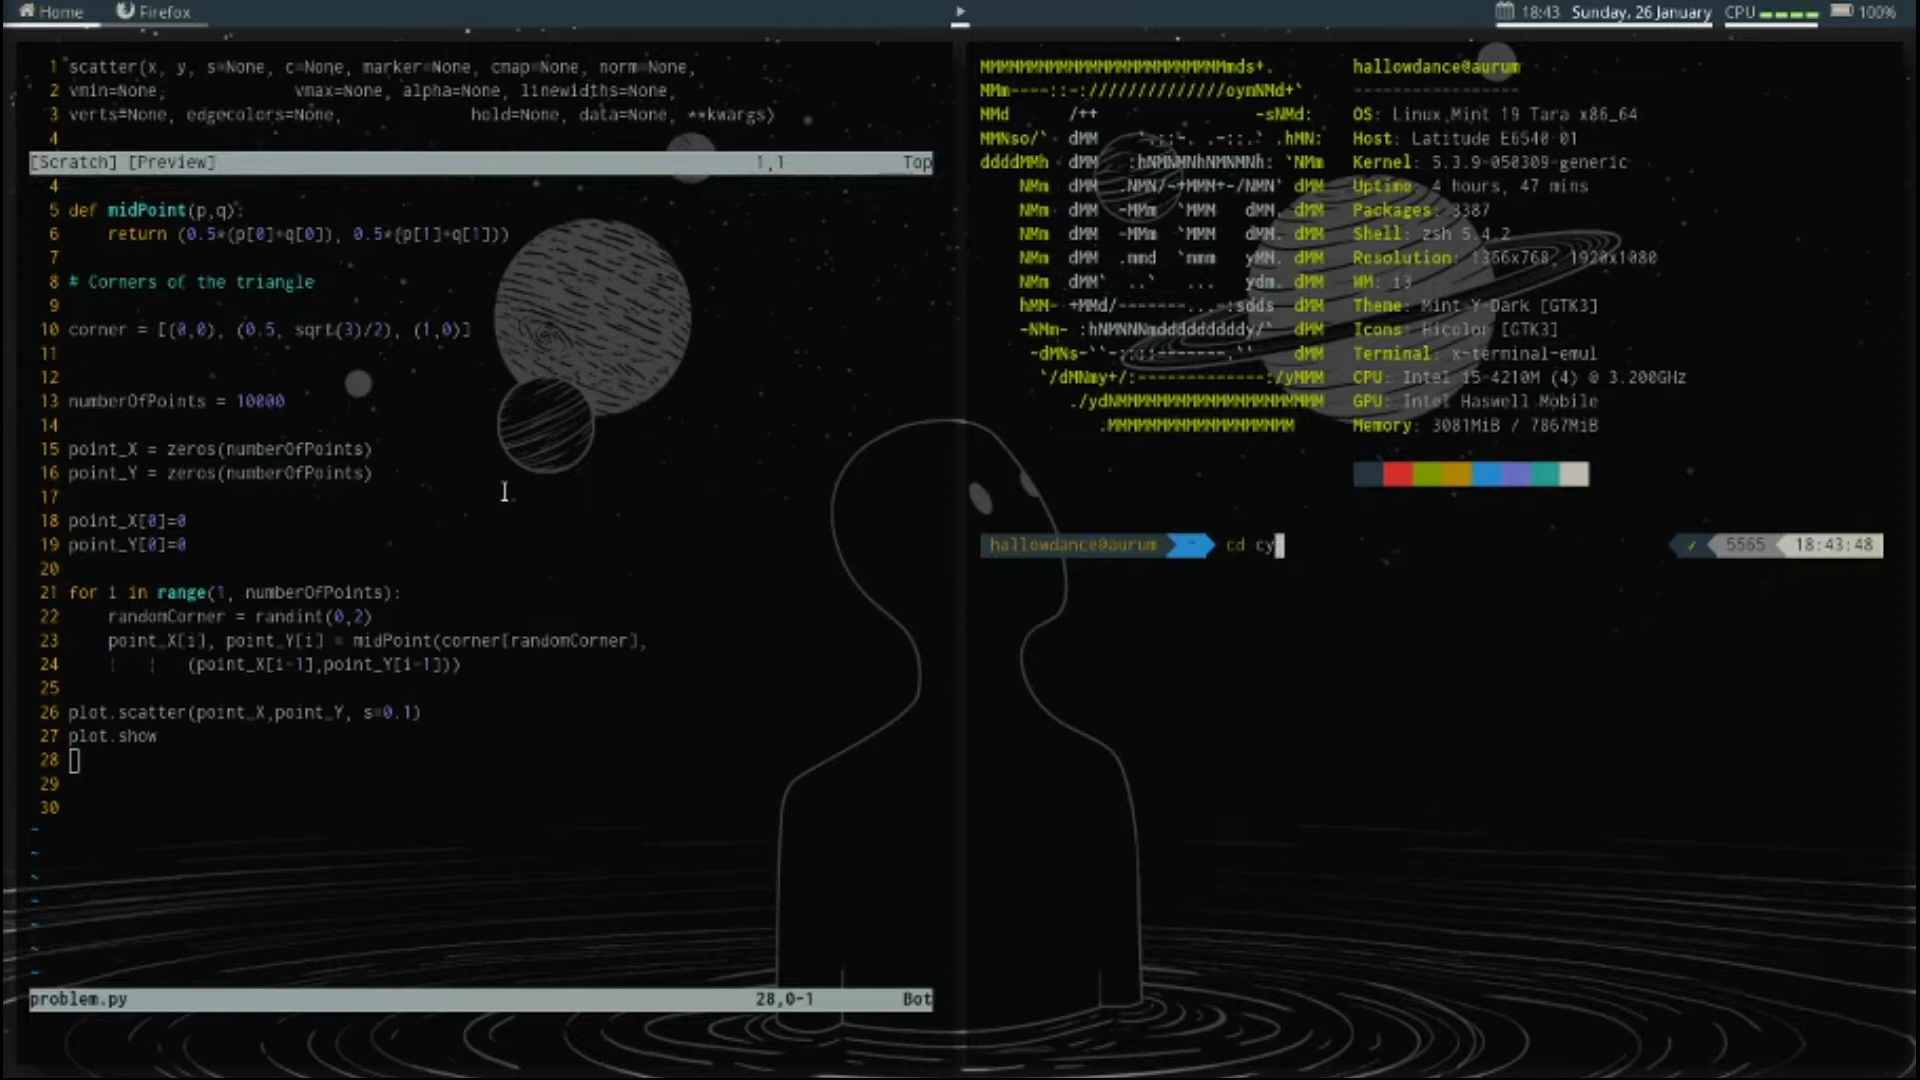 Home Firefox
18:43 Sunday, 26 January CPU 100%
1 scatter(x, y, s=None, c=None, marker=None, cmap=None, norm=None,
2 vmin=None, vmax=None, alpha=None, linewidths=None,
3 verts=None, edgecolors=None, hold=None, data=None, **kwargs)
4
[Scratch] [Preview] 1,1 Top
4
5 def midPoint(p,q):
6 return (0.5*(p[0]+q[0]), 0.5*(p[1]+q[1]))
7
8 # Corners of the triangle
9
10 corner = [(0,0), (0.5, sqrt(3)/2), (1,0)]
11
12
13 numberOfPoints = 10000
14
15 point_X = zeros(numberOfPoints)
16 point_Y = zeros(numberOfPoints)
17
18 point_X[0]=0
19 point_Y[0]=0
20
21 for i in range(1, numberOfPoints):
22 randomCorner = randint(0,2)
23 point_X[i], point_Y[i] = midPoint(corner[randomCorner],
24 (point_X[i-1],point_Y[i-1]))
25
26 plot.scatter(point_X,point_Y, s=0.1)
27 plot.show
28
29
30
~
~
~
~
~
~
~
problem.py 28,0-1 Bot
hallowdance@aurum
-----------------
OS: Linux Mint 19 Tara x86_64
Host: Latitude E6540 01
Kernel: 5.3.9-050309-generic
Uptime: 4 hours, 47 mins
Packages: 3387
Shell: zsh 5.4.2
Resolution: 1366x768, 1920x1080
WM: i3
Theme: Mint-Y-Dark [GTK3]
Icons: Hicolor [GTK3]
Terminal: x-terminal-emul
CPU: Intel i5-4210M (4) @ 3.200GHz
GPU: Intel Haswell Mobile
Memory: 3081MiB / 7867MiB
hallowdance@aurum ~ cd cy ✓ 5565 18:43:48